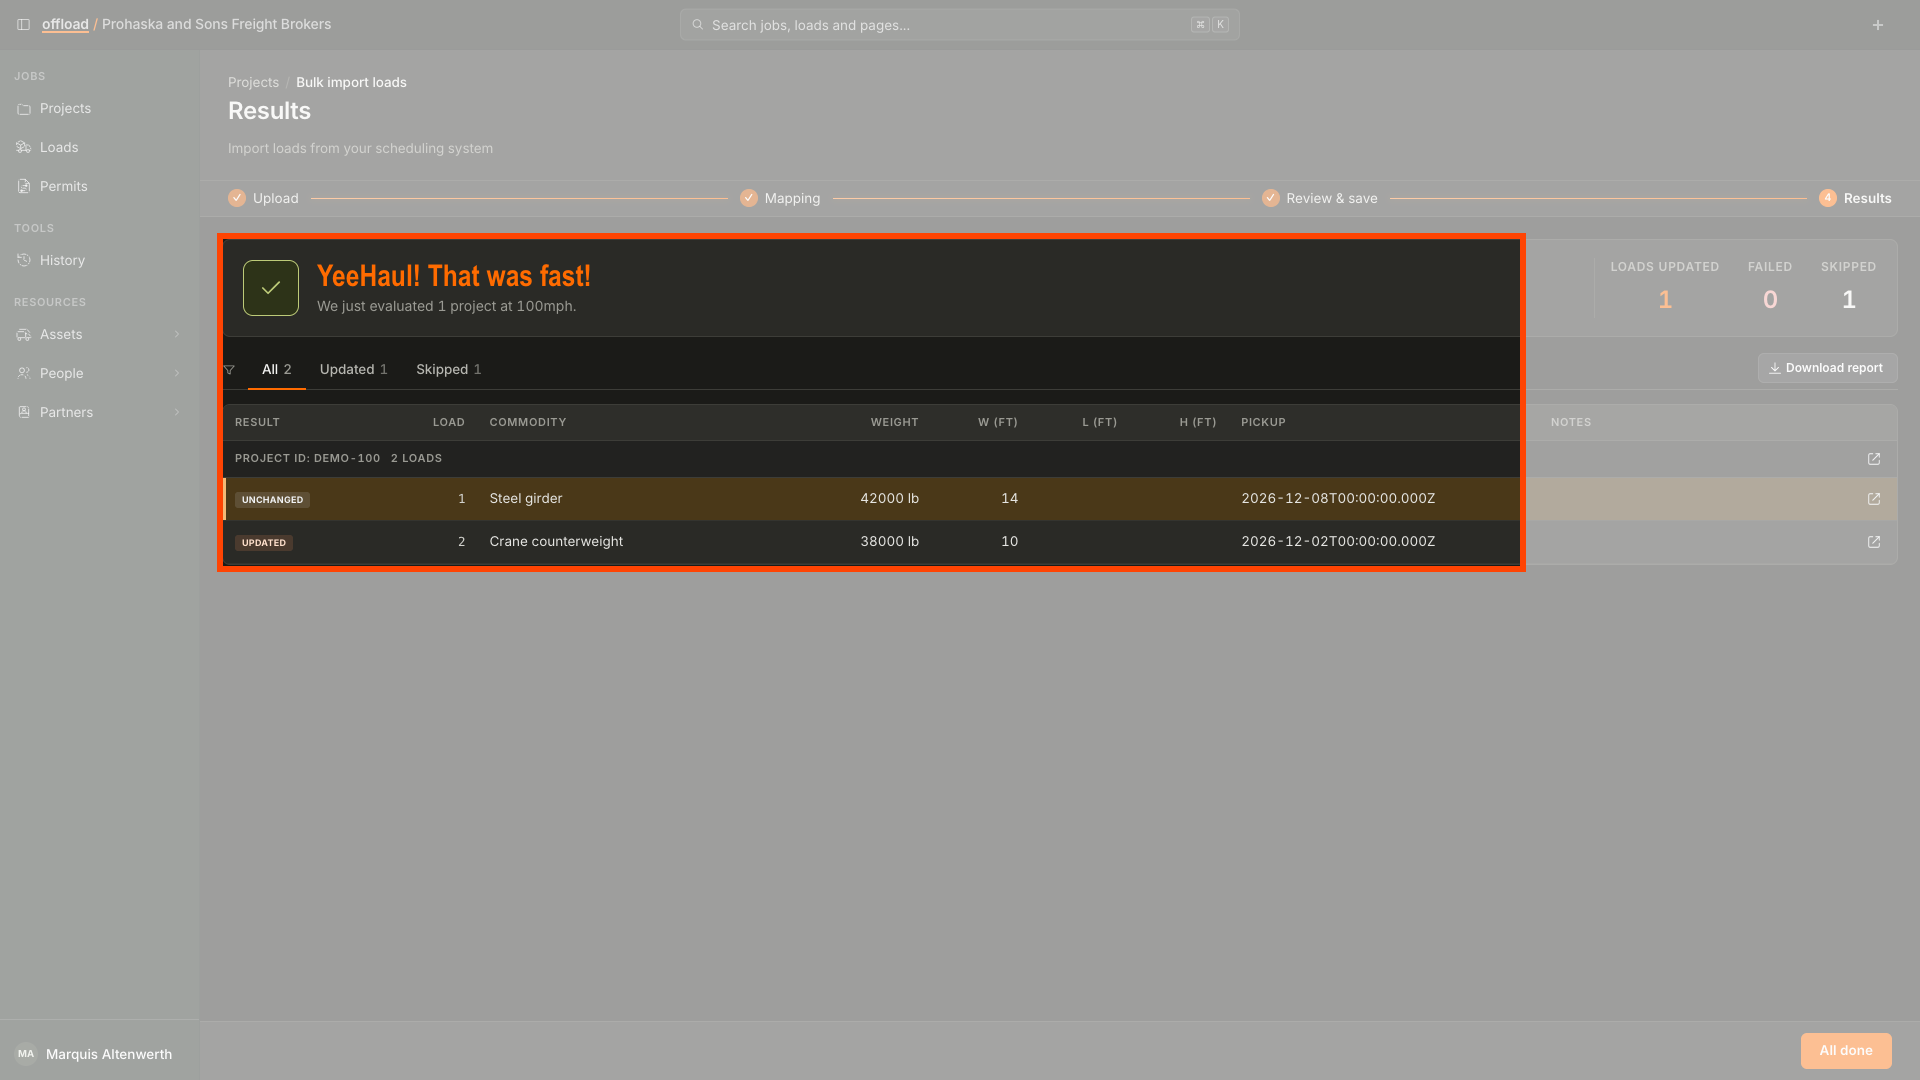 offload / Prohaska and Sons Freight Brokers
Search jobs, loads and pages...
⌘ K
JOBS
Projects
Loads
Permits
TOOLS
History
RESOURCES
Assets
People
Partners
Projects / Bulk import loads
Results
Import loads from your scheduling system
Upload
Mapping
Review & save
4 Results
YeeHaul! That was fast!
We just evaluated 1 project at 100mph.
LOADS UPDATED FAILED SKIPPED
1 0 1
All 2 Updated 1 Skipped 1
Download report
RESULT LOAD COMMODITY WEIGHT W (FT) L (FT) H (FT) PICKUP NOTES
PROJECT ID: DEMO-100 2 LOADS
UNCHANGED 1 Steel girder 42000 lb 14 2026-12-08T00:00:00.000Z
UPDATED 2 Crane counterweight 38000 lb 10 2026-12-02T00:00:00.000Z
MA Marquis Altenwerth
All done